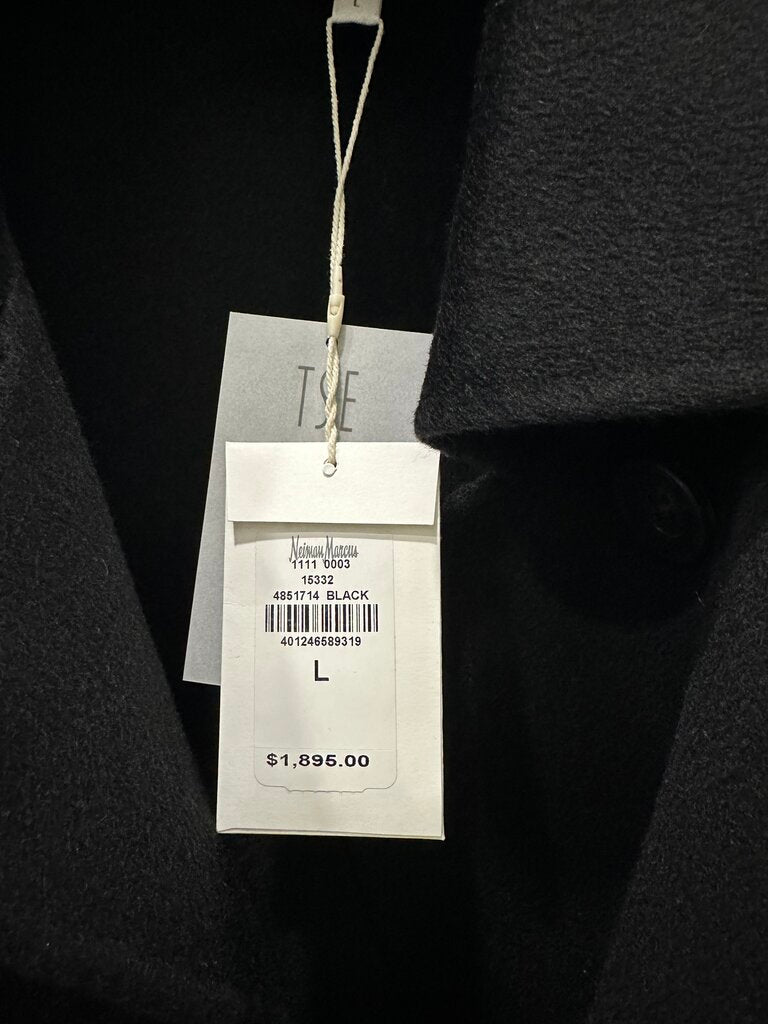 L
TSE
Neiman Marcus
1111 0003
15332
4851714 BLACK
401246589319
L
$1,895.00